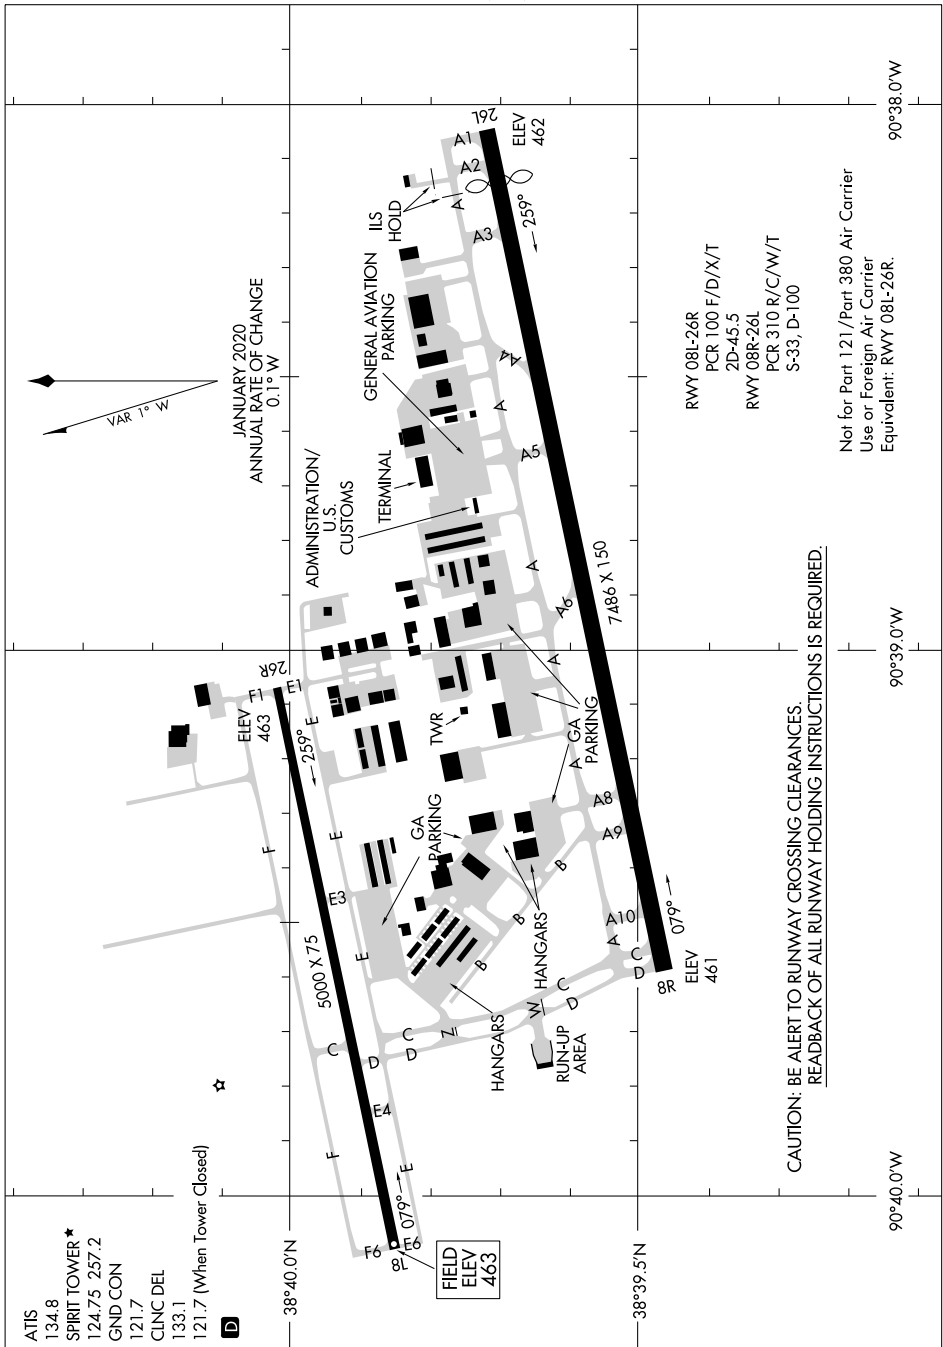 ATIS
134.8
SPIRIT TOWER ★
124.75 257.2
GND CON
121.7
CLNC DEL
133.1
121.7 (When Tower Closed)
D
VAR 1° W
JANUARY 2020
ANNUAL RATE OF CHANGE
0.1° W
38°40.0'N
38°39.5'N
90°40.0'W
90°39.0'W
90°38.0'W
FIELD
ELEV
463
8L
F6
E6
079°
5000 X 75
259°
26R
ELEV
463
F1
E1
F
F
E
E
E
E
E3
E4
C
D
C
D
N
C
D
W
C
D
B
B
B
HANGARS
HANGARS
RUN-UP
AREA
GA
PARKING
GA
PARKING
TWR
ADMINISTRATION/
U.S.
CUSTOMS
TERMINAL
GENERAL AVIATION
PARKING
ILS
HOLD
A
A
A
A
A
A
A1
A2
A3
A4
A5
A6
A8
A9
A10
8R
ELEV
461
079°
7486 X 150
259°
26L
ELEV
462
RWY 08L-26R
PCR 100 F/D/X/T
2D-45.5
RWY 08R-26L
PCR 310 R/C/W/T
S-33, D-100
Not for Part 121/Part 380 Air Carrier
Use or Foreign Air Carrier
Equivalent: RWY 08L-26R.
CAUTION: BE ALERT TO RUNWAY CROSSING CLEARANCES.
READBACK OF ALL RUNWAY HOLDING INSTRUCTIONS IS REQUIRED.